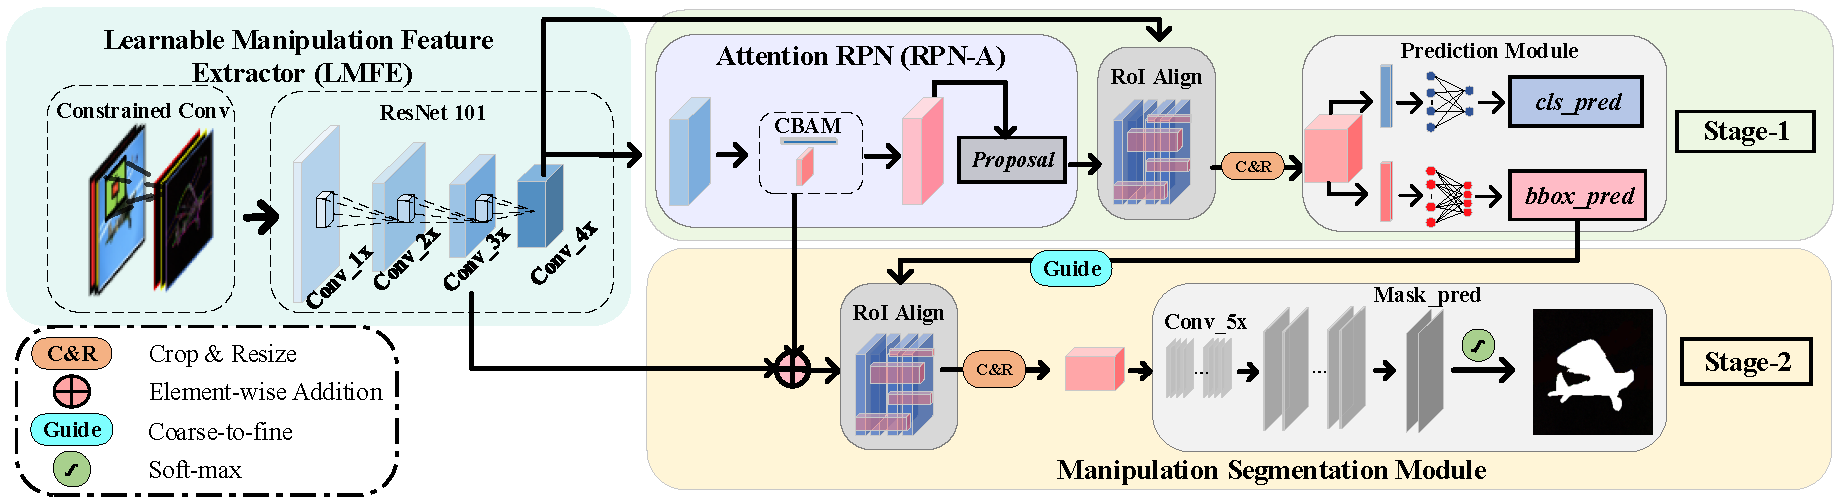 Learnable Manipulation Feature
Extractor (LMFE)
Constrained Conv
ResNet 101
Conv_1x
Conv_2x
Conv_3x
Conv_4x
Attention RPN (RPN-A)
CBAM
Proposal
RoI Align
C&R
Prediction Module
cls_pred
bbox_pred
Stage-1
Guide
RoI Align
C&R
Mask_pred
Conv_5x
...
...
Stage-2
Manipulation Segmentation Module
C&R Crop & Resize
Element-wise Addition
Guide Coarse-to-fine
Soft-max